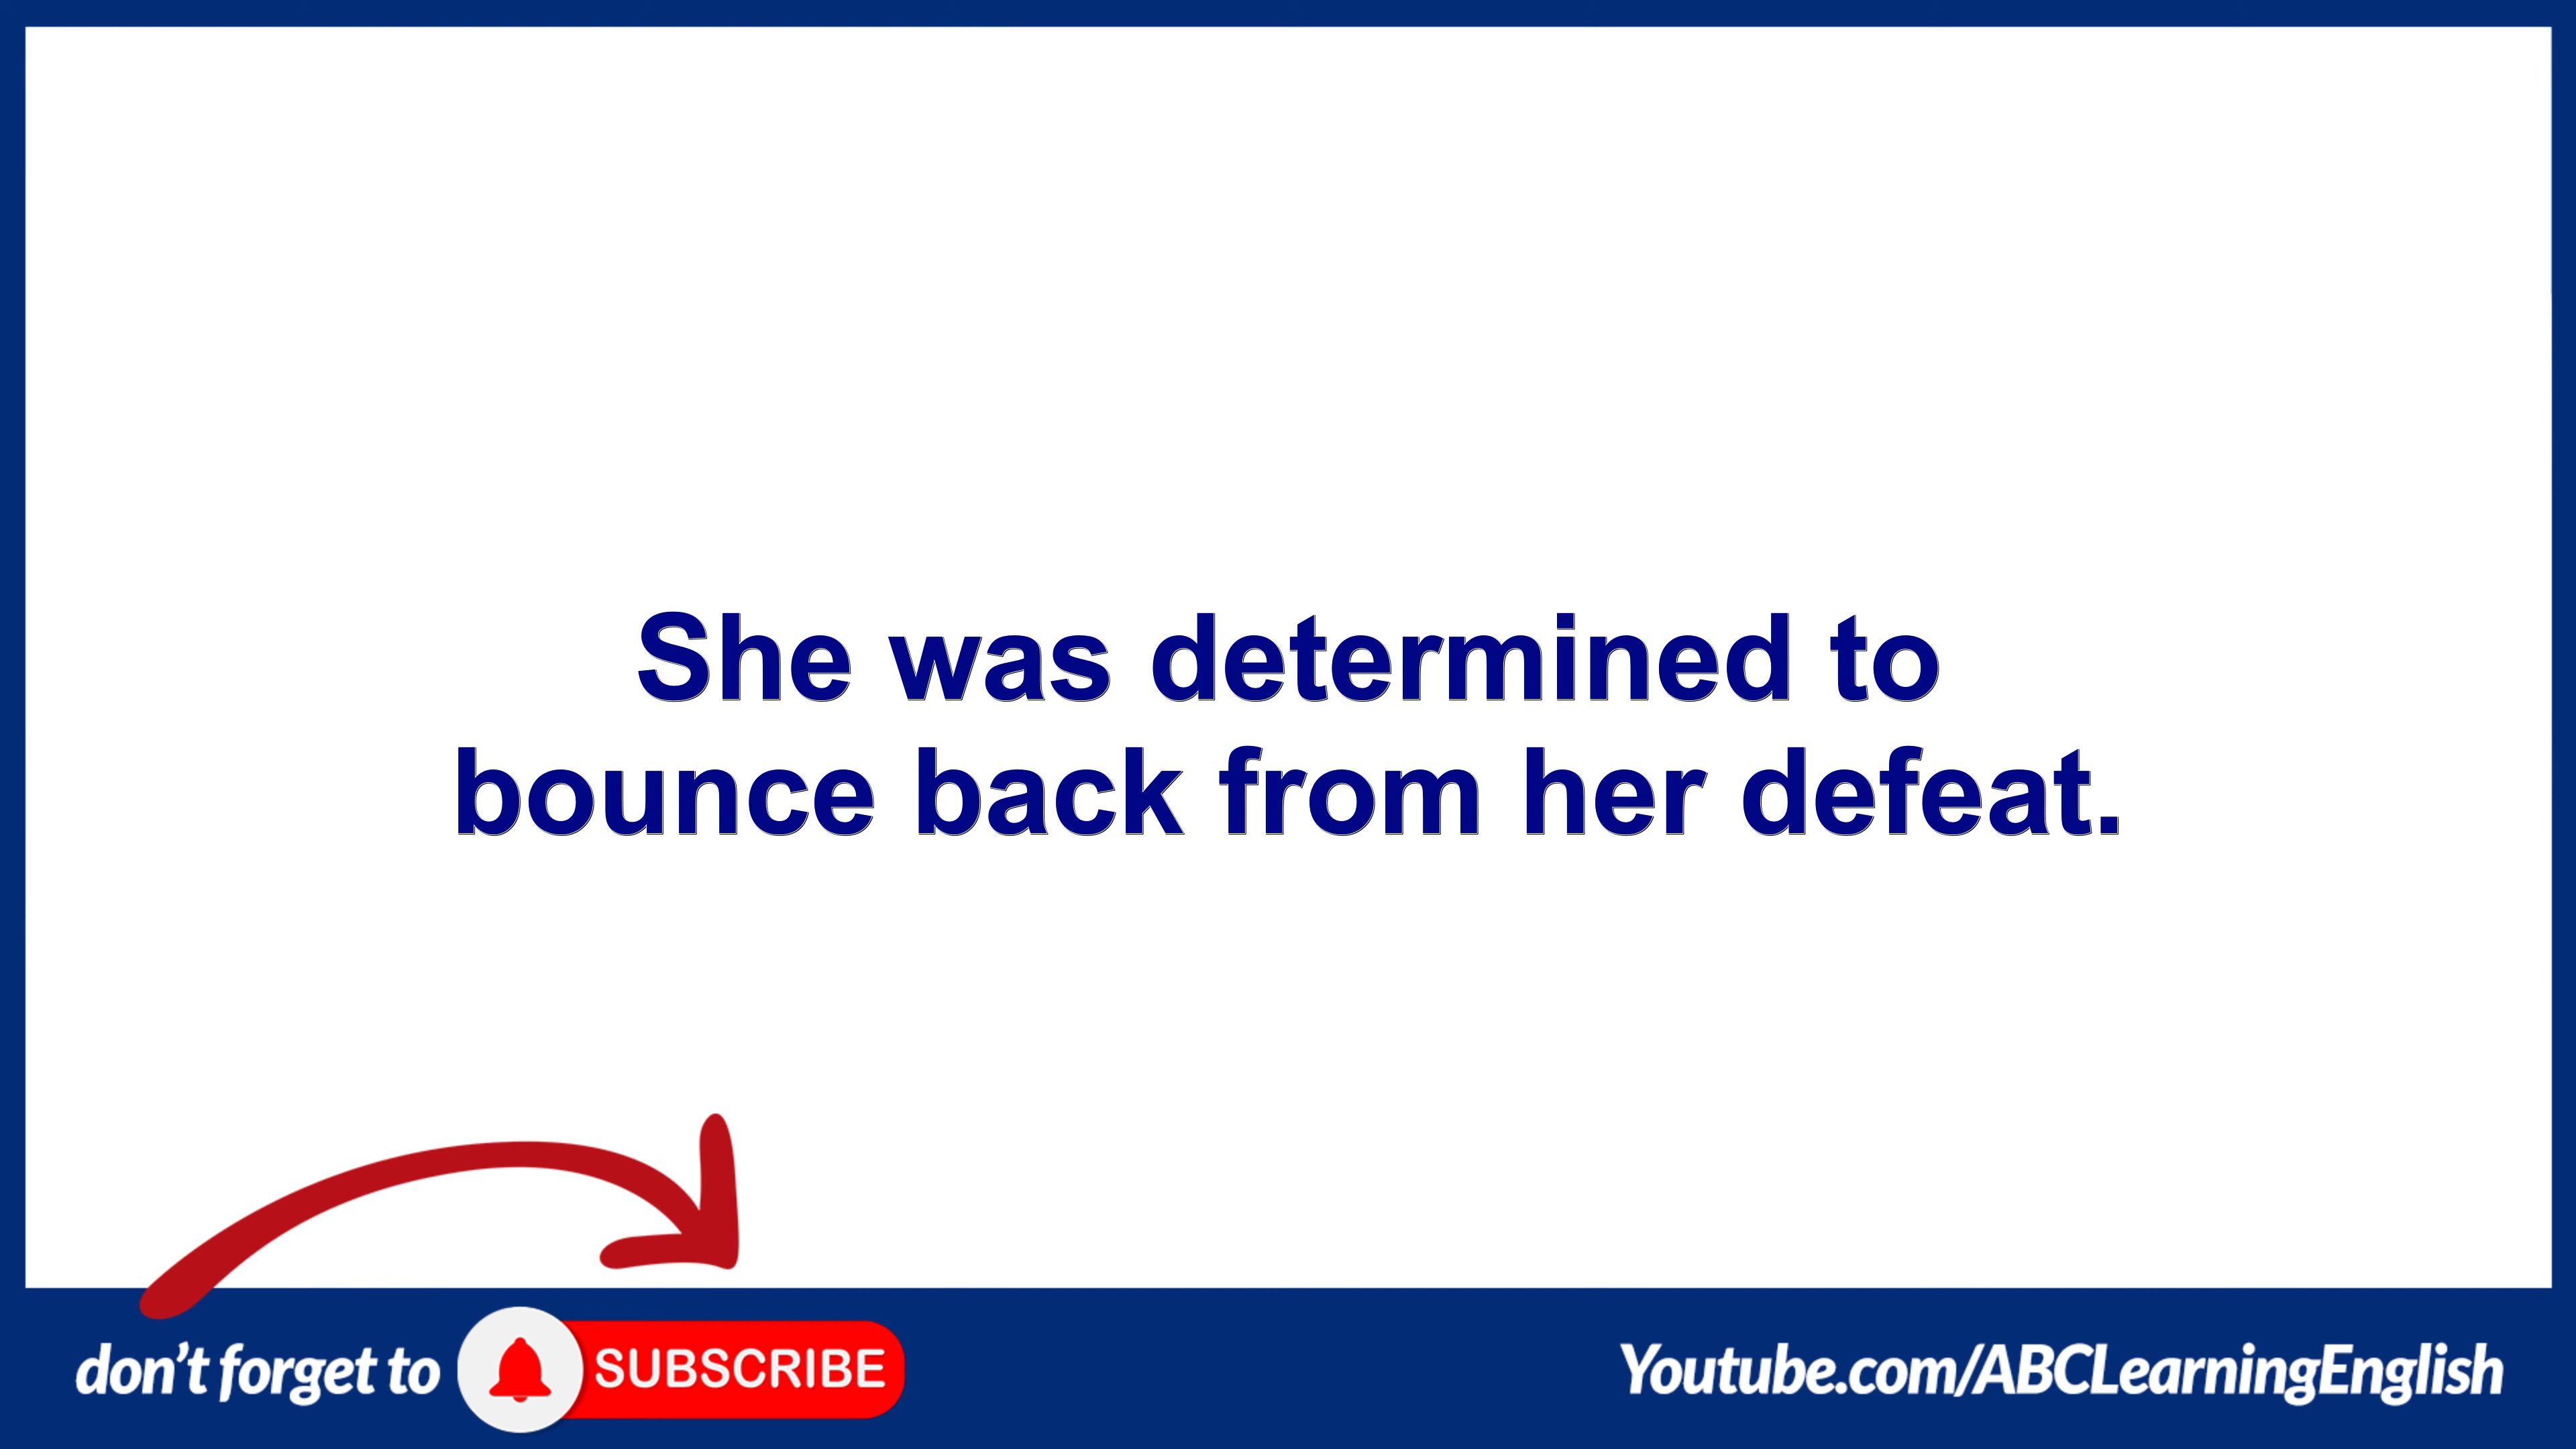 She was determined to
bounce back from her defeat.
don't forget to SUBSCRIBE
Youtube.com/ABCLearningEnglish